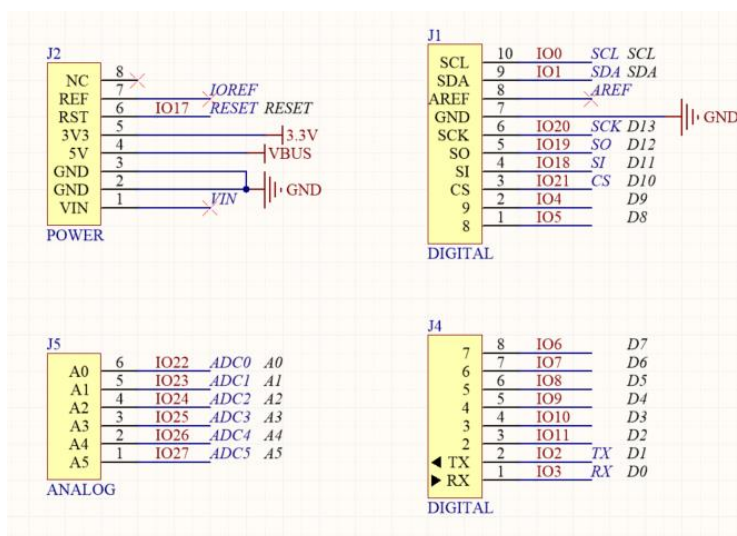 J2
NC 8
REF 7 IOREF
RST 6 IO17 RESET RESET
3V3 5 3.3V
5V 4 VBUS
GND 3
GND 2 GND
VIN 1 VIN
POWER
J1
SCL 10 IO0 SCL SCL
SDA 9 IO1 SDA SDA
AREF 8 AREF
GND 7 GND
SCK 6 IO20 SCK D13
SO 5 IO19 SO D12
SI 4 IO18 SI D11
CS 3 IO21 CS D10
9 2 IO4 D9
8 1 IO5 D8
DIGITAL
J5
A0 6 IO22 ADC0 A0
A1 5 IO23 ADC1 A1
A2 4 IO24 ADC2 A2
A3 3 IO25 ADC3 A3
A4 2 IO26 ADC4 A4
A5 1 IO27 ADC5 A5
ANALOG
J4
7 8 IO6 D7
6 7 IO7 D6
5 6 IO8 D5
4 5 IO9 D4
3 4 IO10 D3
2 3 IO11 D2
TX 2 IO2 TX D1
RX 1 IO3 RX D0
DIGITAL